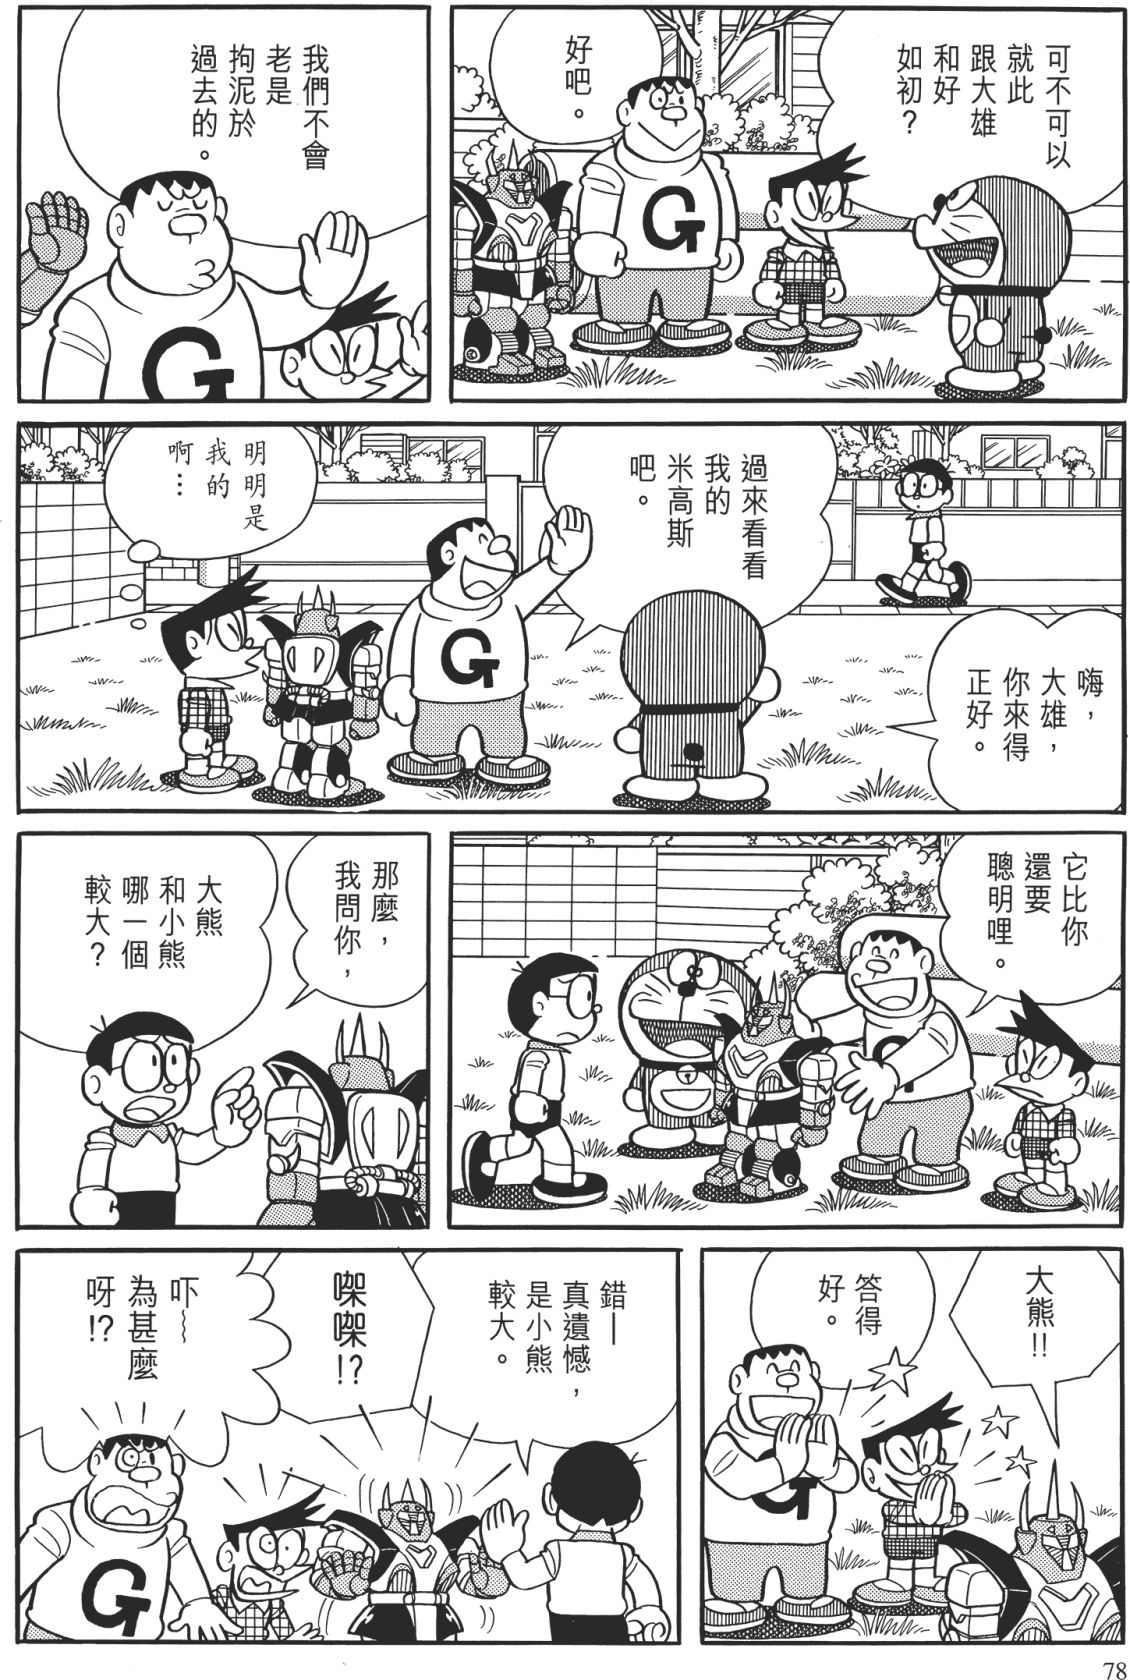 可不可以
就此
跟大雄
和好
如初？
好吧。
我們不會
老是
拘泥於
過去的。
G
G
嗨，
大雄，
你來得
正好。
過來看看
我的
米高斯
吧。
明明是
我的
啊…
G
它比你
還要
聰明哩。
G
那麼，
我問你，
大熊
和小熊
哪一個
較大？
大熊!!
答得
好。
G
錯—
真遺憾，
是小熊
較大。
㗎㗎!?
吓~
為甚麼
呀!?
G
78